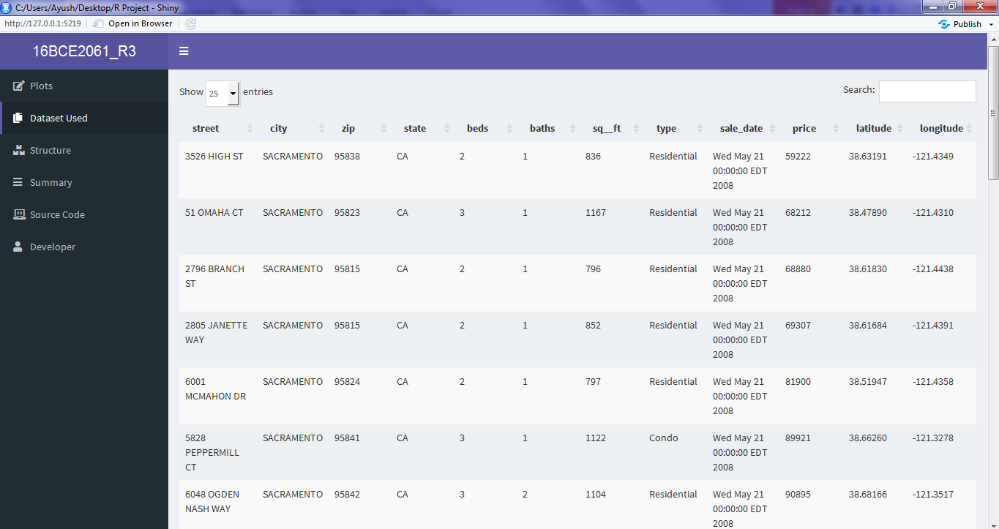 C:/Users/Ayush/Desktop/R Project - Shiny
http://127.0.0.1:5219 Open in Browser Publish
16BCE2061_R3
Plots
Dataset Used
Structure
Summary
Source Code
Developer
Show 25 entries Search:
street city zip state beds baths sq__ft type sale_date price latitude longitude
3526 HIGH ST SACRAMENTO 95838 CA 2 1 836 Residential Wed May 21 59222 38.63191 -121.4349
00:00:00 EDT
2008
51 OMAHA CT SACRAMENTO 95823 CA 3 1 1167 Residential Wed May 21 68212 38.47890 -121.4310
00:00:00 EDT
2008
2796 BRANCH SACRAMENTO 95815 CA 2 1 796 Residential Wed May 21 68880 38.61830 -121.4438
ST 00:00:00 EDT
2008
2805 JANETTE SACRAMENTO 95815 CA 2 1 852 Residential Wed May 21 69307 38.61684 -121.4391
WAY 00:00:00 EDT
2008
6001 SACRAMENTO 95824 CA 2 1 797 Residential Wed May 21 81900 38.51947 -121.4358
MCMAHON DR 00:00:00 EDT
2008
5828 SACRAMENTO 95841 CA 3 1 1122 Condo Wed May 21 89921 38.66260 -121.3278
PEPPERMILL 00:00:00 EDT
CT 2008
6048 OGDEN SACRAMENTO 95842 CA 3 2 1104 Residential Wed May 21 90895 38.68166 -121.3517
NASH WAY 00:00:00 EDT
2008